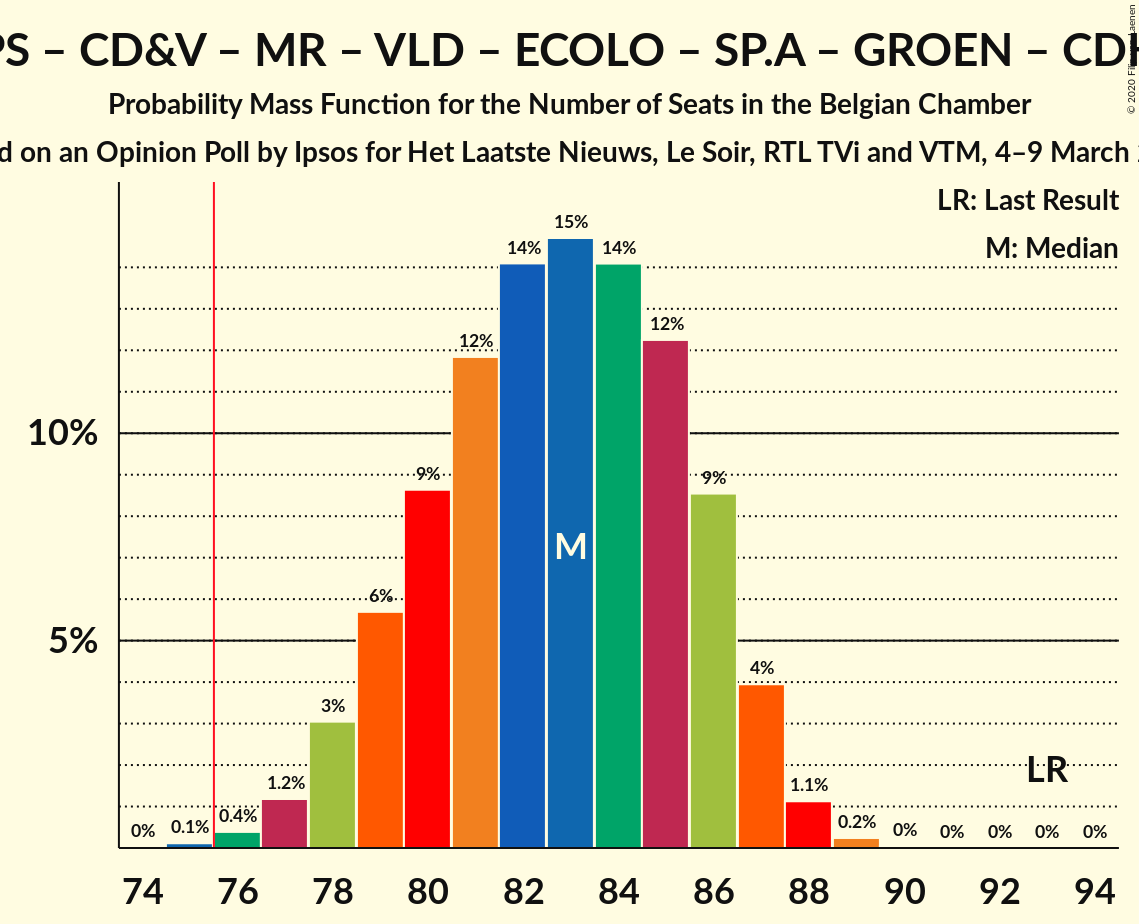 PS – CD&V – MR – VLD – ECOLO – SP.A – GROEN – CDH
Probability Mass Function for the Number of Seats in the Belgian Chamber
d on an Opinion Poll by Ipsos for Het Laatste Nieuws, Le Soir, RTL TVi and VTM, 4–9 March
© 2020
LR: Last Result
M: Median
15%
14% 14%
12%
12%
10%
9% 9%
M
6%
5%
4%
3%
LR
1.2% 1.1%
0% 0.1% 0.4% 0.2% 0% 0% 0% 0% 0%
74 76 78 80 82 84 86 88 90 92 94